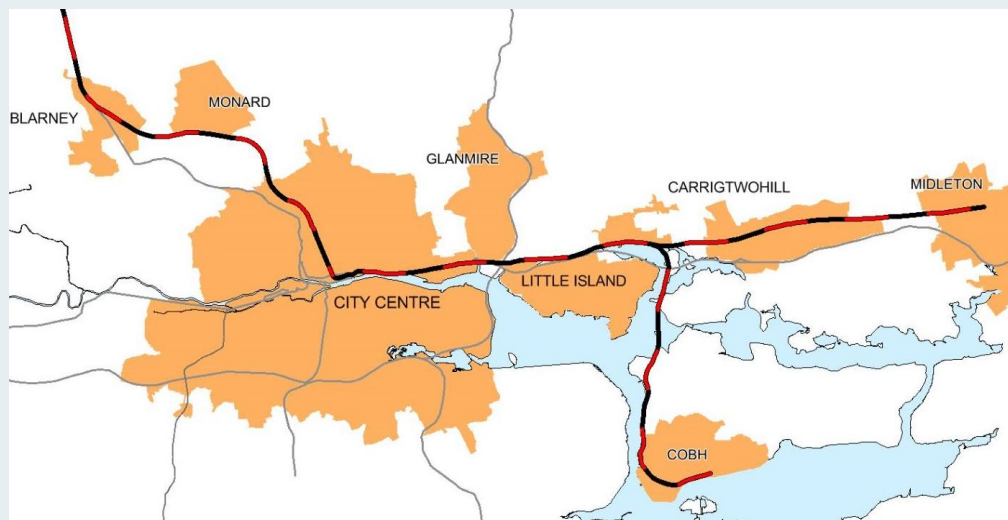 MONARD
BLARNEY
GLANMIRE
CARRIGTWOHILL
MIDLETON
LITTLE ISLAND
CITY CENTRE
COBH